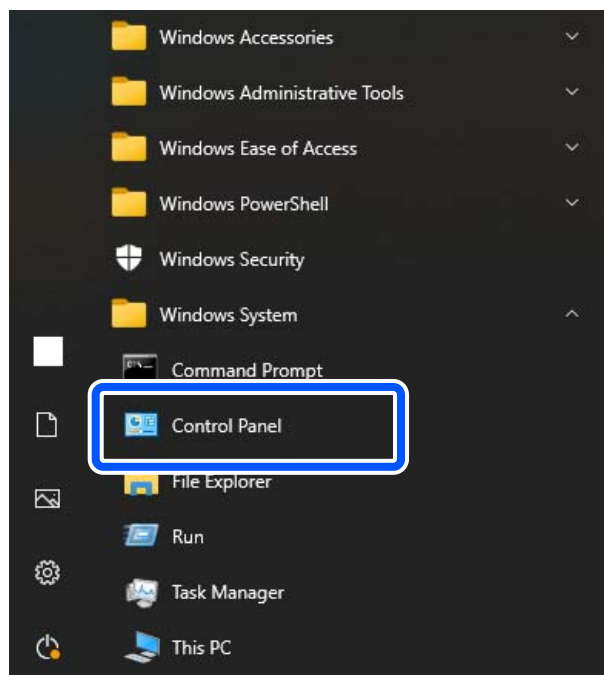 Windows Accessories
Windows Administrative Tools
Windows Ease of Access
Windows PowerShell
Windows Security
Windows System
Command Prompt
Control Panel
File Explorer
Run
Task Manager
This PC